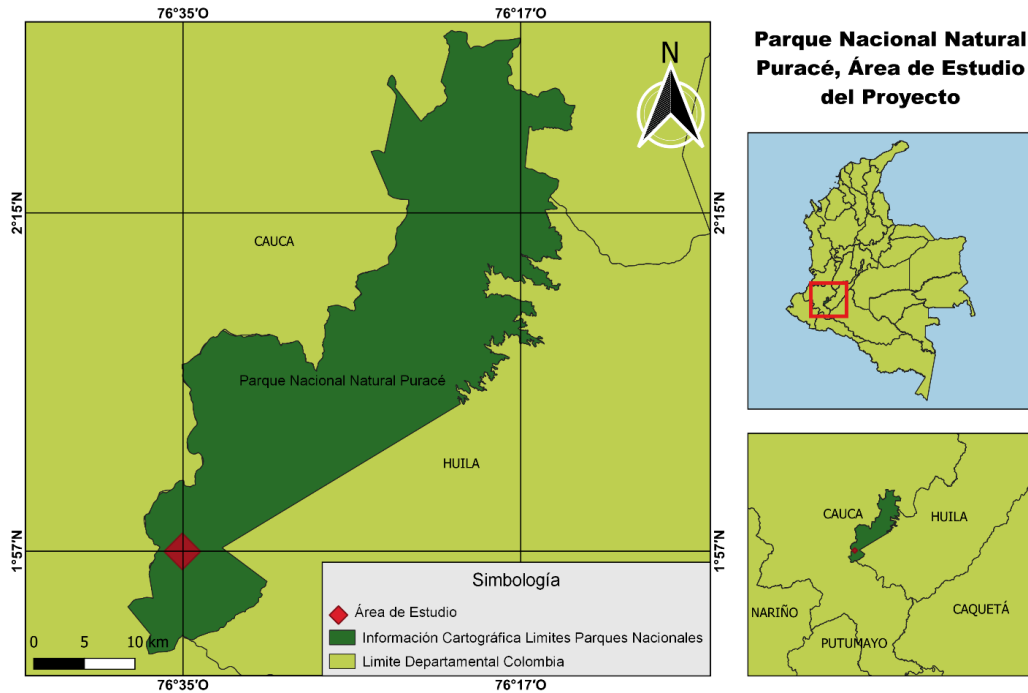 76°35′O
76°17′O
N
2°15′N
2°15′N
CAUCA
Parque Nacional Natural Puracé
HUILA
1°57′N
1°57′N
Simbología
Área de Estudio
Información Cartográfica Limites Parques Nacionales
Limite Departamental Colombia
0 5 10 km
76°35′O
76°17′O
Parque Nacional Natural
Puracé, Área de Estudio
del Proyecto
CAUCA
HUILA
NARIÑO
CAQUETÁ
PUTUMAYO